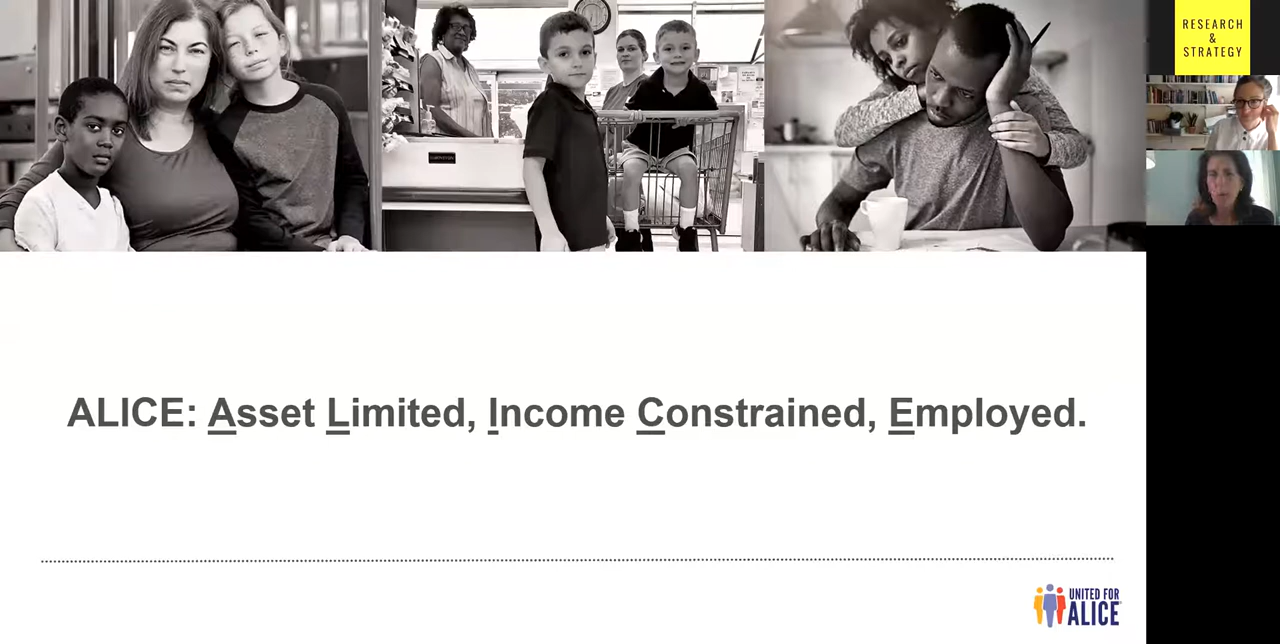 RESEARCH
&
STRATEGY
ALICE: Asset Limited, Income Constrained, Employed.
UNITED FOR
ALICE